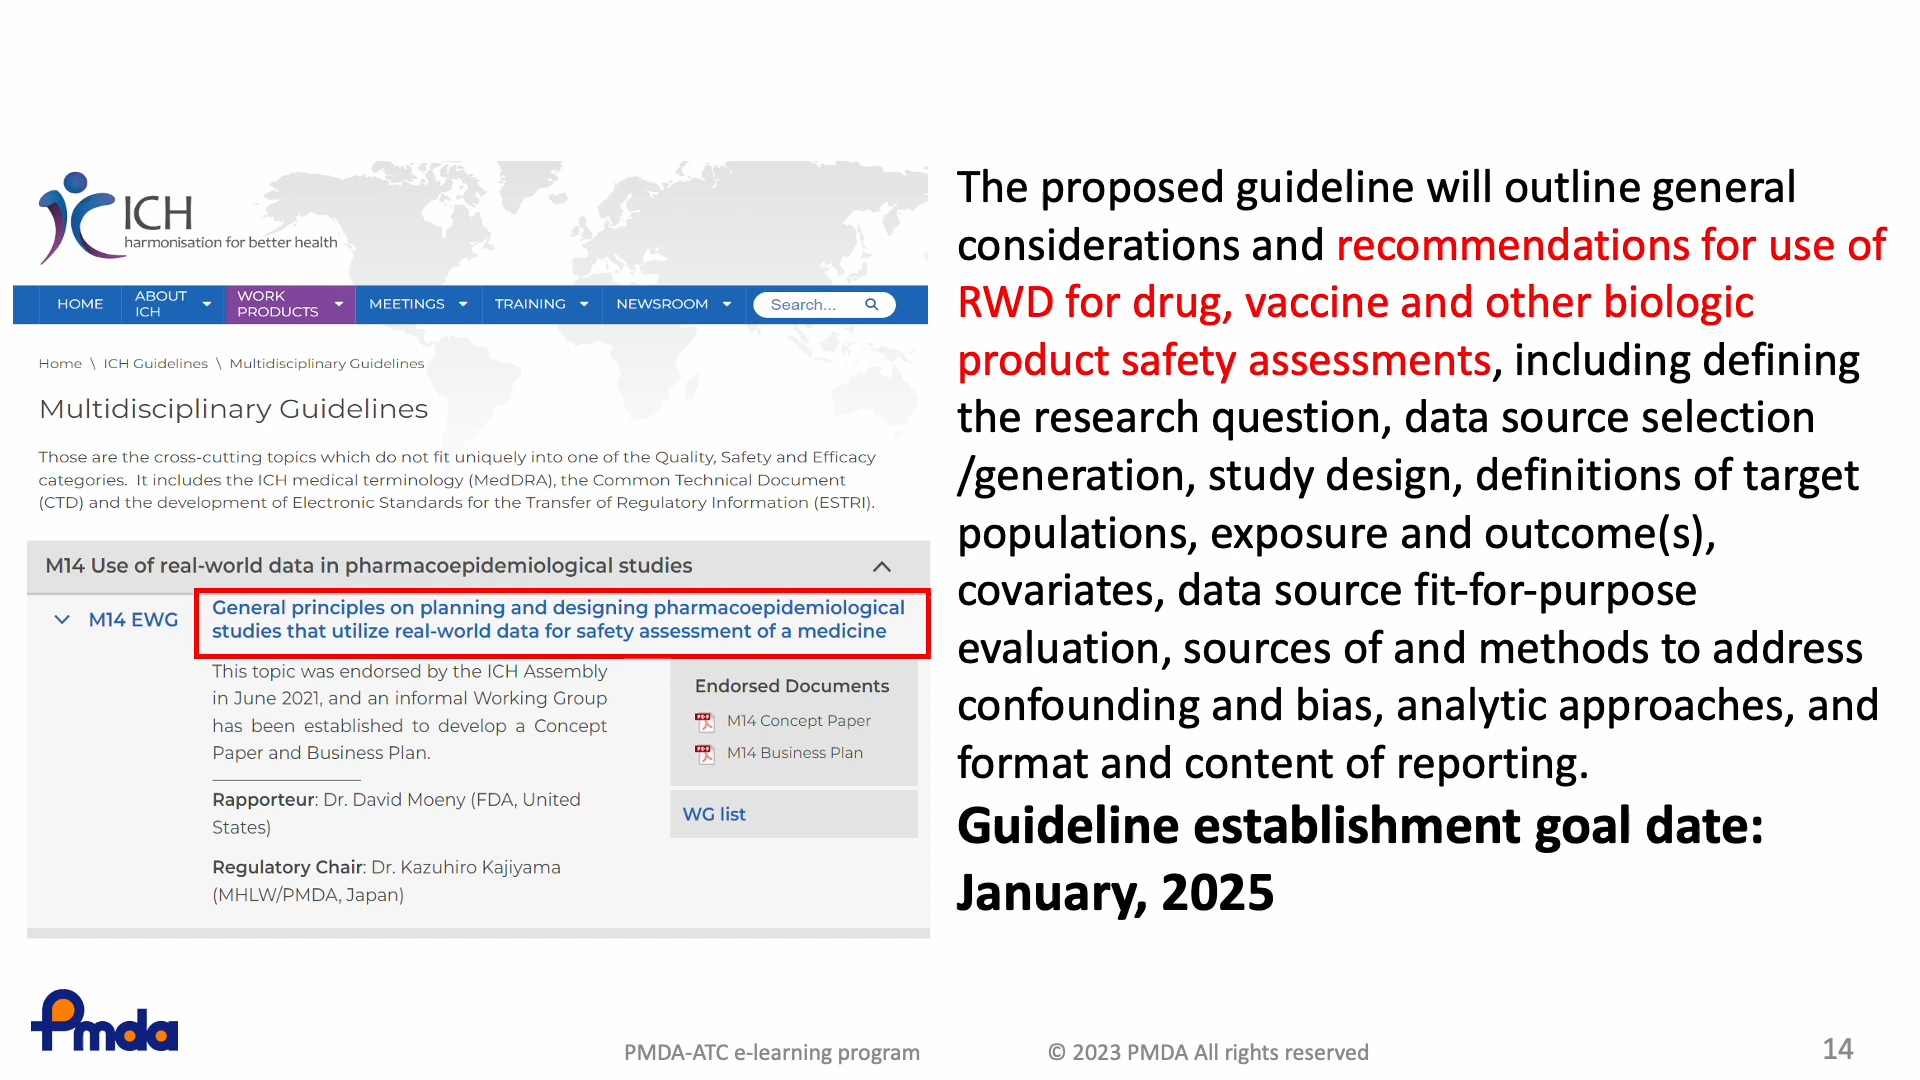 ICH
harmonisation for better health
HOME
ABOUT ICH
WORK PRODUCTS
MEETINGS
TRAINING
NEWSROOM
Search...
Home \ ICH Guidelines \ Multidisciplinary Guidelines
Multidisciplinary Guidelines
Those are the cross-cutting topics which do not fit uniquely into one of the Quality, Safety and Efficacy
categories. It includes the ICH medical terminology (MedDRA), the Common Technical Document
(CTD) and the development of Electronic Standards for the Transfer of Regulatory Information (ESTRI).
M14 Use of real-world data in pharmacoepidemiological studies
M14 EWG
General principles on planning and designing pharmacoepidemiological
studies that utilize real-world data for safety assessment of a medicine
This topic was endorsed by the ICH Assembly
in June 2021, and an informal Working Group
has been established to develop a Concept
Paper and Business Plan.
Rapporteur: Dr. David Moeny (FDA, United
States)
Regulatory Chair: Dr. Kazuhiro Kajiyama
(MHLW/PMDA, Japan)
Endorsed Documents
PDF M14 Concept Paper
PDF M14 Business Plan
WG list
The proposed guideline will outline general
considerations and recommendations for use of
RWD for drug, vaccine and other biologic
product safety assessments, including defining
the research question, data source selection
/generation, study design, definitions of target
populations, exposure and outcome(s),
covariates, data source fit-for-purpose
evaluation, sources of and methods to address
confounding and bias, analytic approaches, and
format and content of reporting.
Guideline establishment goal date:
January, 2025
Pmda
PMDA-ATC e-learning program
© 2023 PMDA All rights reserved
14